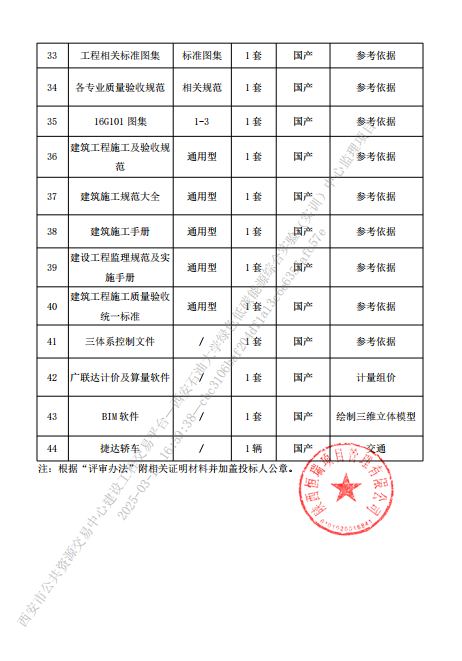 33 工程相关标准图集 标准图集 1 套 国产 参考依据
34 各专业质量验收规范 相关规范 1 套 国产 参考依据
35 16G101 图集 1-3 1 套 国产 参考依据
36 建筑工程施工及验收规范 通用型 1 套 国产 参考依据
37 建筑施工规范大全 通用型 1 套 国产 参考依据
38 建筑施工手册 通用型 1 套 国产 参考依据
39 建设工程监理规范及实施手册 通用型 1 套 国产 参考依据
40 建筑工程施工质量验收统一标准 通用型 1 套 国产 参考依据
41 三体系控制文件 / 1 套 国产 参考依据
42 广联达计价及算量软件 / 1 套 国产 计量组价
43 BIM 软件 / 1 套 国产 绘制三维立体模型
44 捷达轿车 / 1 辆 国产 交通
注：根据“评审办法”附相关证明材料并加盖投标人公章。
陕西恒瑞项目管理有限公司
西安市公共资源交易中心建设工程交易平台—西安石油大学绿色低碳能源综合实验（实训）中心监理项目